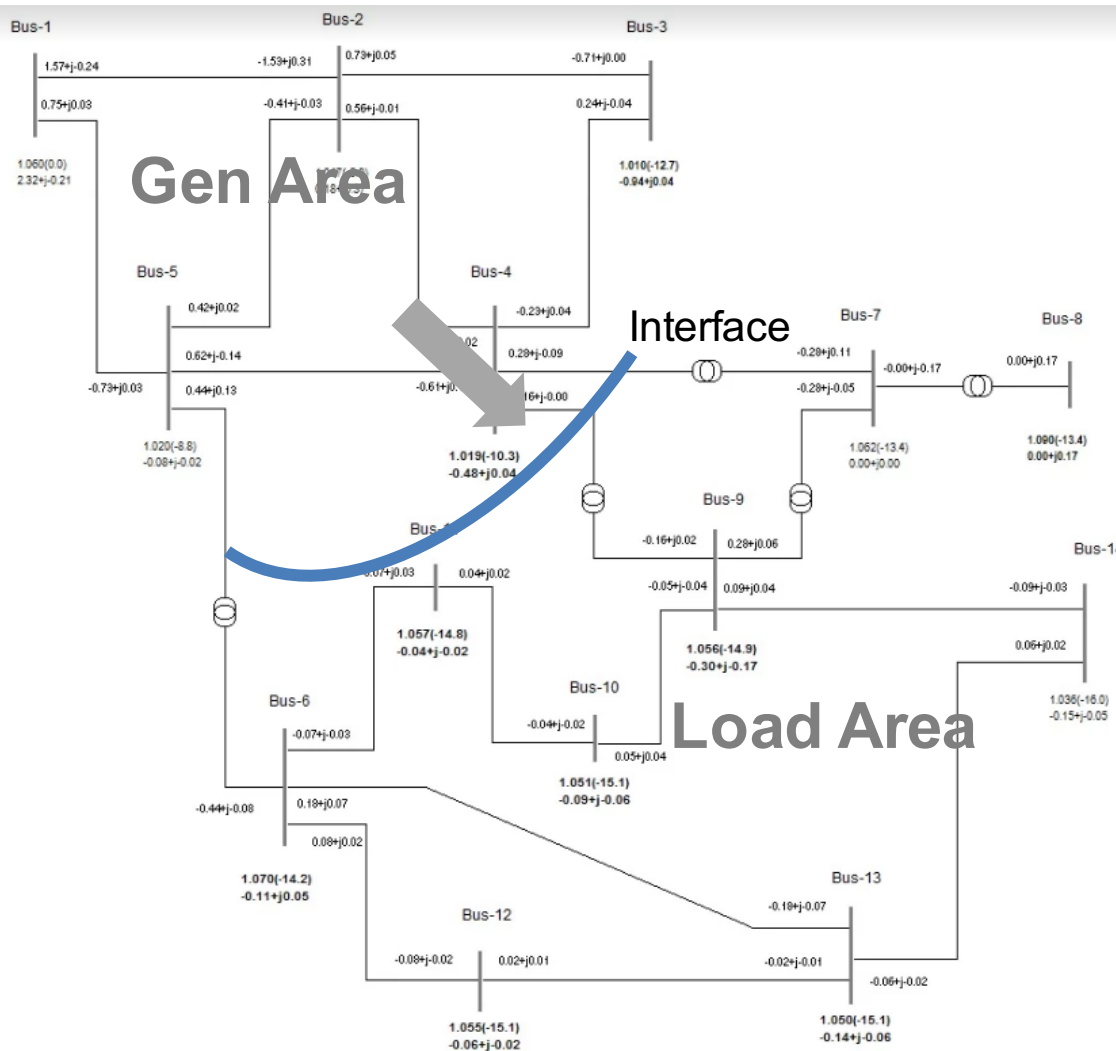 Bus-1
Bus-2
Bus-3
1.57+j-0.24
-1.53+j0.31
0.73+j0.05
-0.71+j0.00
0.75+j0.03
-0.41+j-0.03
0.56+j-0.01
0.24+j-0.04
1.060(0.0)
2.32+j-0.21
1.010(-12.7)
-0.94+j0.04
Gen Area
Bus-5
Bus-4
0.42+j0.02
-0.23+j0.04
Interface
Bus-7
Bus-8
0.62+j-0.14
0.28+j-0.09
-0.28+j0.11
-0.00+j-0.17
0.00+j0.17
-0.73+j0.03
0.44+j0.13
-0.28+j-0.05
1.020(-8.8)
-0.08+j-0.02
1.019(-10.3)
-0.48+j0.04
1.062(-13.4)
0.00+j0.00
1.090(-13.4)
0.00+j0.17
Bus-9
-0.16+j0.02
0.28+j0.06
0.04+j0.02
-0.05+j-0.04
0.09+j0.04
-0.09+j-0.03
1.057(-14.8)
-0.04+j-0.02
1.056(-14.9)
-0.30+j-0.17
0.06+j0.02
Bus-6
Bus-10
1.036(-16.0)
-0.15+j-0.05
-0.07+j-0.03
-0.04+j-0.02
0.05+j0.04
Load Area
1.051(-15.1)
-0.09+j-0.06
-0.44+j-0.08
0.18+j0.07
0.08+j0.02
1.070(-14.2)
-0.11+j0.05
Bus-13
Bus-12
-0.18+j-0.07
-0.08+j-0.02
0.02+j0.01
-0.02+j-0.01
-0.06+j-0.02
1.055(-15.1)
-0.06+j-0.02
1.050(-15.1)
-0.14+j-0.06